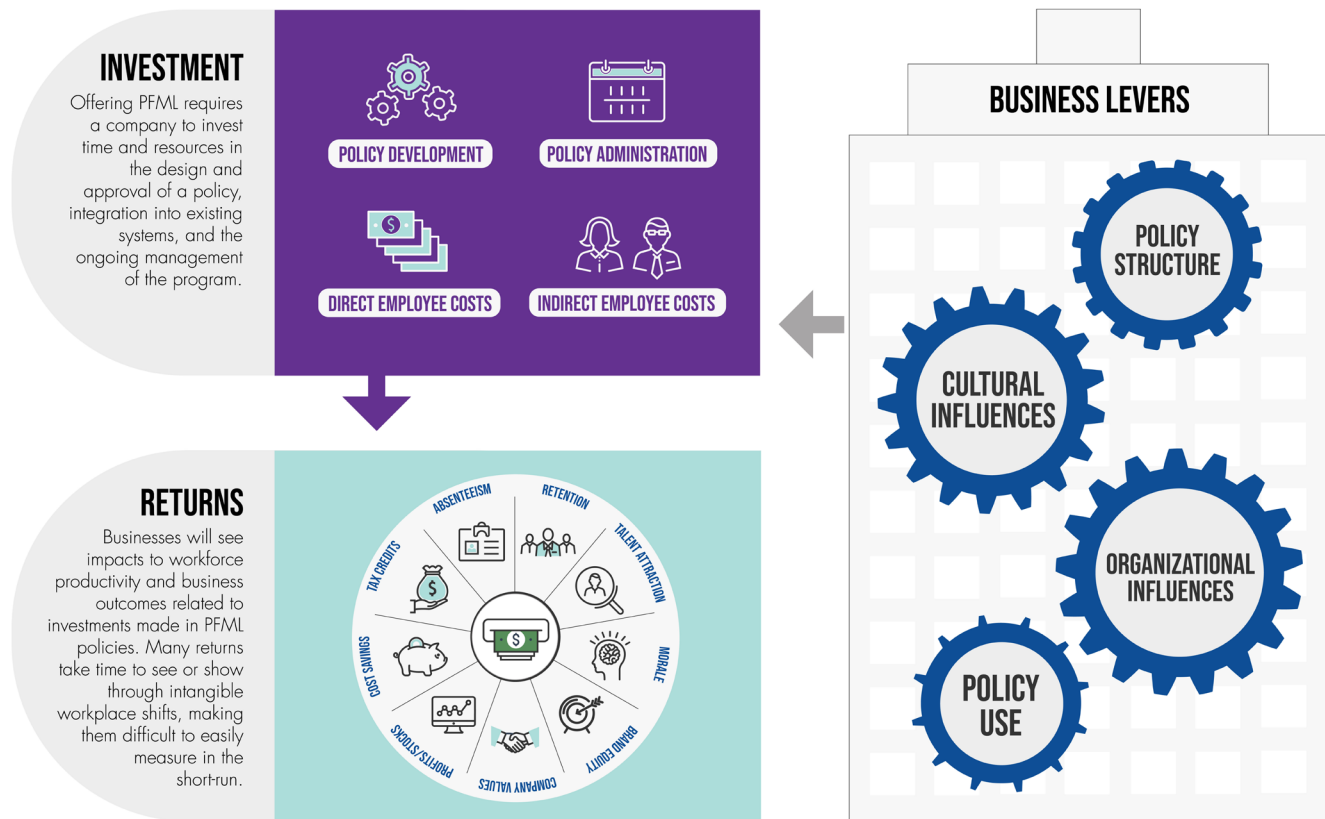 INVESTMENT
Offering PFML requires
a company to invest
time and resources in
the design and
approval of a policy,
integration into existing
systems, and the
ongoing management
of the program.
POLICY DEVELOPMENT
POLICY ADMINISTRATION
$
DIRECT EMPLOYEE COSTS
INDIRECT EMPLOYEE COSTS
RETURNS
Businesses will see
impacts to workforce
productivity and business
outcomes related to
investments made in PFML
policies. Many returns
take time to see or show
through intangible
workplace shifts, making
them difficult to easily
measure in the
short-run.
ABSENTEEISM
RETENTION
TALENT ATTRACTION
MORALE
BRAND EQUITY
COMPANY VALUES
PROFITS/STOCKS
COST SAVINGS
TAX CREDITS
$
$
BUSINESS LEVERS
POLICY
STRUCTURE
CULTURAL
INFLUENCES
ORGANIZATIONAL
INFLUENCES
POLICY
USE